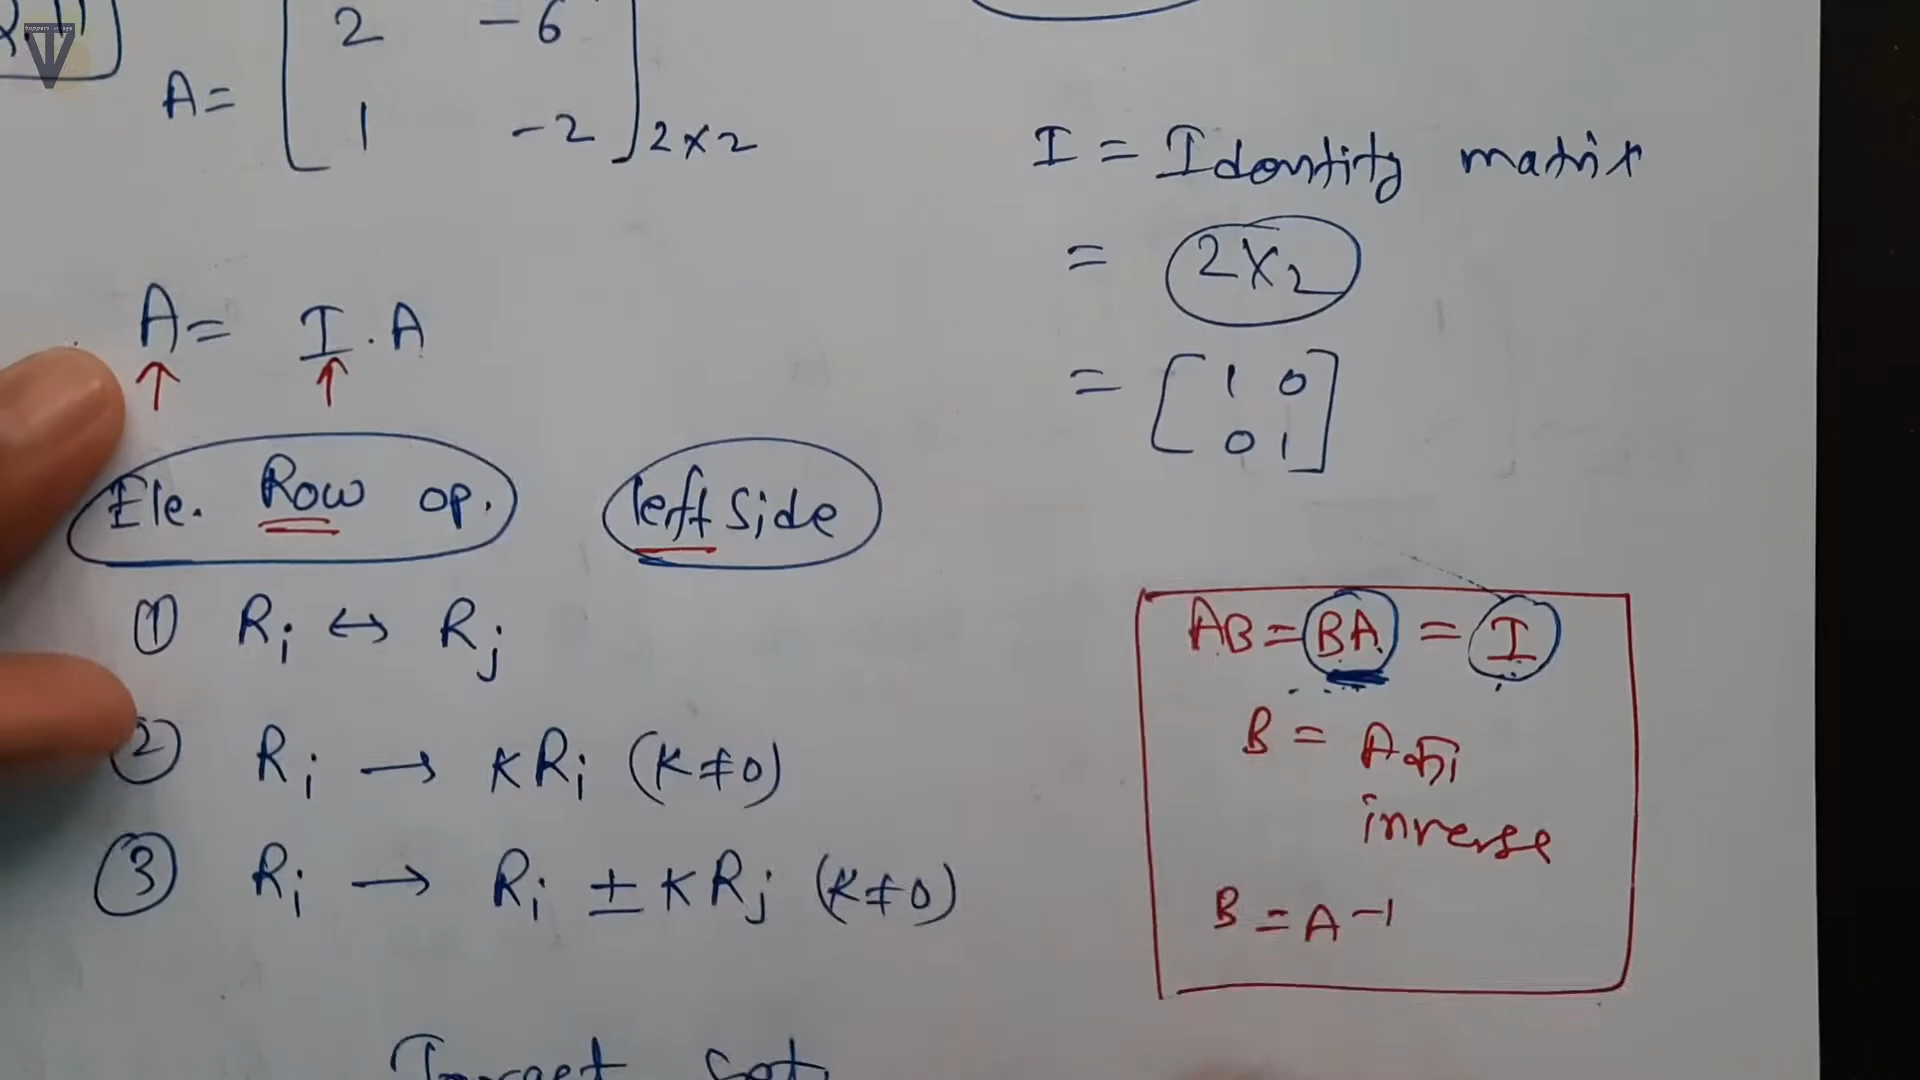 A = [ 2 -6
1 -2 ] 2×2
A = I . A
Ele. Row op. left Side
① Ri ↔ Rj
② Ri → KRi (K≠0)
③ Ri → Ri ± KRj (K≠0)
I = Identity matrix
= 2×2
= [ 1 0
0 1 ]
AB = BA = I
B = A की
inverse
B = A -1